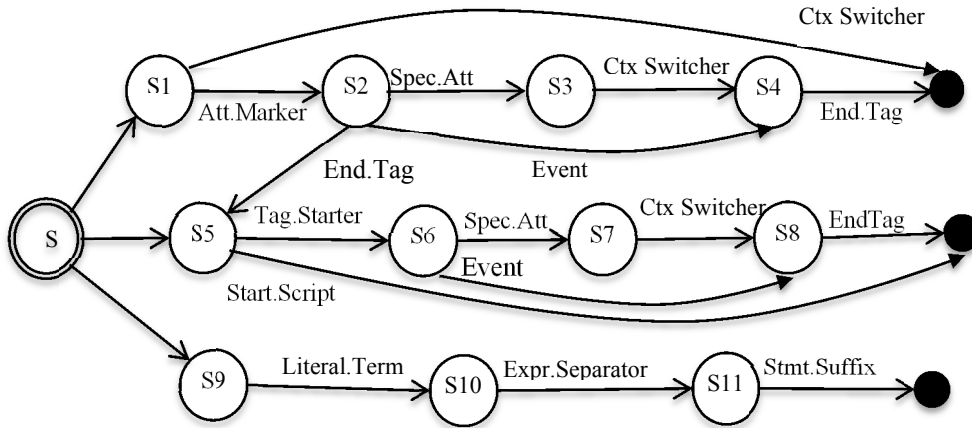 Ctx Switcher
S1
Att.Marker
S2
Spec.Att
S3
Ctx Switcher
S4
End.Tag
End.Tag
Event
S
S5
Tag.Starter
S6
Spec.Att
S7
Ctx Switcher
S8
EndTag
Event
Start.Script
S9
Literal.Term
S10
Expr.Separator
S11
Stmt.Suffix